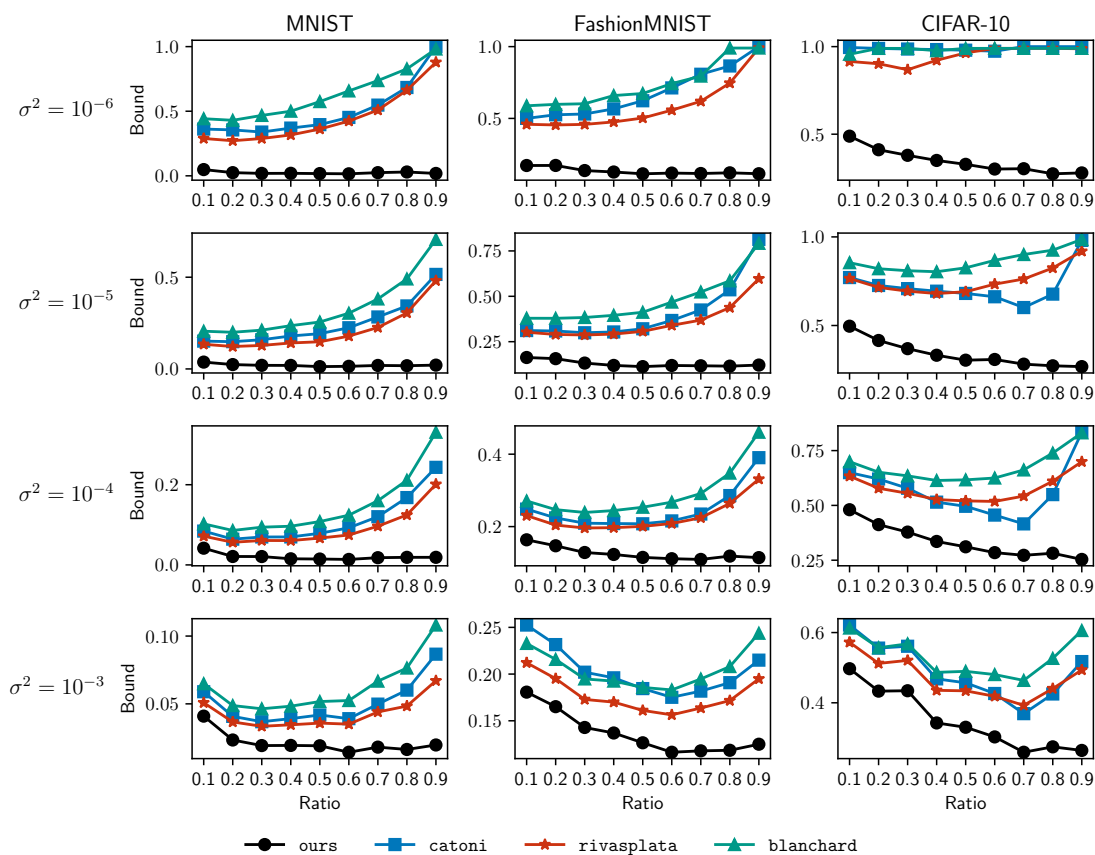 MNIST FashionMNIST CIFAR-10
σ² = 10⁻⁶ Bound 1.0 0.5 0.0 1.0 0.5 1.0 0.5
0.1 0.2 0.3 0.4 0.5 0.6 0.7 0.8 0.9 0.1 0.2 0.3 0.4 0.5 0.6 0.7 0.8 0.9 0.1 0.2 0.3 0.4 0.5 0.6 0.7 0.8 0.9
σ² = 10⁻⁵ Bound 0.5 0.0 0.75 0.50 0.25 1.0 0.5
0.1 0.2 0.3 0.4 0.5 0.6 0.7 0.8 0.9 0.1 0.2 0.3 0.4 0.5 0.6 0.7 0.8 0.9 0.1 0.2 0.3 0.4 0.5 0.6 0.7 0.8 0.9
σ² = 10⁻⁴ Bound 0.2 0.0 0.4 0.2 0.75 0.50 0.25
0.1 0.2 0.3 0.4 0.5 0.6 0.7 0.8 0.9 0.1 0.2 0.3 0.4 0.5 0.6 0.7 0.8 0.9 0.1 0.2 0.3 0.4 0.5 0.6 0.7 0.8 0.9
σ² = 10⁻³ Bound 0.10 0.05 0.25 0.20 0.15 0.6 0.4
0.1 0.2 0.3 0.4 0.5 0.6 0.7 0.8 0.9 0.1 0.2 0.3 0.4 0.5 0.6 0.7 0.8 0.9 0.1 0.2 0.3 0.4 0.5 0.6 0.7 0.8 0.9
Ratio Ratio Ratio
ours catoni rivasplata blanchard